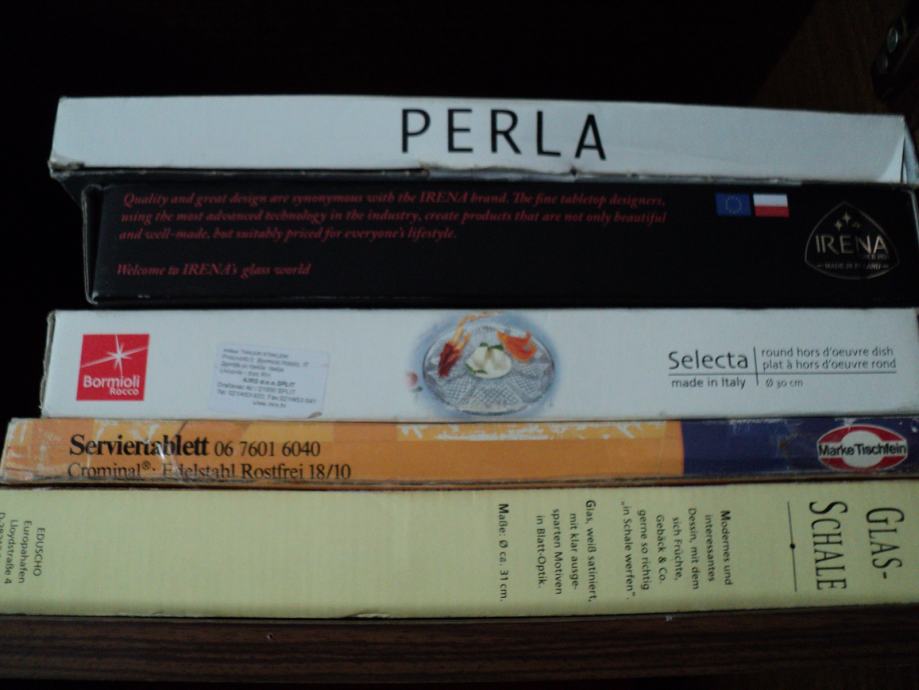 PERLA
Quality and great design are synonymous with the IRENA brand. The fine tabletop designers,
using the most advanced technology in the industry, create products that are not only beautiful
and well-made, but suitably priced for everyone's lifestyle.
Welcome to IRENA's glass world
IRENA
MADE IN POLAND
Bormioli
Rocco
Selecta
made in Italy
round hors d'oeuvre dish
plat à hors d'oeuvre rond
Ø 30 cm
Serviertablett 06 7601 6040
Crominal®· Edelstahl Rostfrei 18/10
Marke Tischfein
GLAS-
SCHALE
Modernes und
interessantes
Dessin, mit dem
sich Früchte,
Gebäck & Co.
gerne so richtig
„in Schale werfen“.
Glas, weiß satiniert,
mit klar ausge-
sparten Motiven
in Blatt-Optik.
Maße: Ø ca. 31 cm.
EDUSCHO
Europahafen
Lloydstraße 4